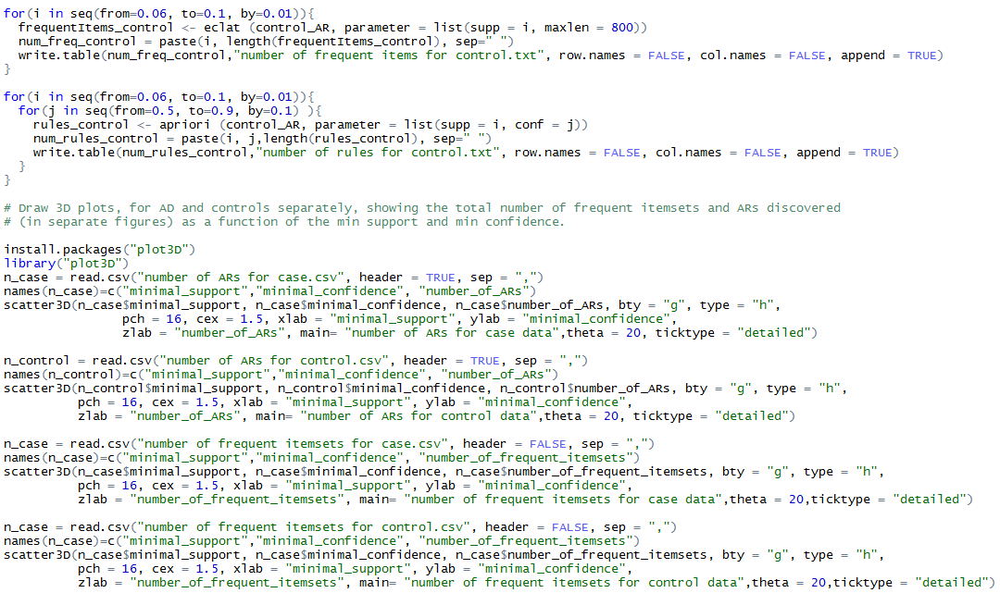 for(i in seq(from=0.06, to=0.1, by=0.01)){
  frequentItems_control <- eclat (control_AR, parameter = list(supp = i, maxlen = 800))
  num_freq_control = paste(i, length(frequentItems_control), sep=" ")
  write.table(num_freq_control,"number of frequent items for control.txt", row.names = FALSE, col.names = FALSE, append = TRUE)
}
for(i in seq(from=0.06, to=0.1, by=0.01)){
  for(j in seq(from=0.5, to=0.9, by=0.1) ){
    rules_control <- apriori (control_AR, parameter = list(supp = i, conf = j))
    num_rules_control = paste(i, j,length(rules_control), sep=" ")
    write.table(num_rules_control,"number of rules for control.txt", row.names = FALSE, col.names = FALSE, append = TRUE)
  }
}
# Draw 3D plots, for AD and controls separately, showing the total number of frequent itemsets and ARs discovered
# (in separate figures) as a function of the min support and min confidence.
install.packages("plot3D")
library("plot3D")
n_case = read.csv("number of ARs for case.csv", header = TRUE, sep = ",")
names(n_case)=c("minimal_support","minimal_confidence", "number_of_ARs")
scatter3D(n_case$minimal_support, n_case$minimal_confidence, n_case$number_of_ARs, bty = "g", type = "h",
                pch = 16, cex = 1.5, xlab = "minimal_support", ylab = "minimal_confidence",
                zlab = "number_of_ARs", main= "number of ARs for case data",theta = 20, ticktype = "detailed")
n_control = read.csv("number of ARs for control.csv", header = TRUE, sep = ",")
names(n_control)=c("minimal_support","minimal_confidence", "number_of_ARs")
scatter3D(n_control$minimal_support, n_control$minimal_confidence, n_control$number_of_ARs, bty = "g", type = "h",
          pch = 16, cex = 1.5, xlab = "minimal_support", ylab = "minimal_confidence",
          zlab = "number_of_ARs", main= "number of ARs for control data",theta = 20, ticktype = "detailed")
n_case = read.csv("number of frequent itemsets for case.csv", header = FALSE, sep = ",")
names(n_case)=c("minimal_support","minimal_confidence", "number_of_frequent_itemsets")
scatter3D(n_case$minimal_support, n_case$minimal_confidence, n_case$number_of_frequent_itemsets, bty = "g", type = "h",
          pch = 16, cex = 1.5, xlab = "minimal_support", ylab = "minimal_confidence",
          zlab = "number_of_frequent_itemsets", main= "number of frequent itemsets for case data",theta = 20,ticktype = "detailed")
n_case = read.csv("number of frequent itemsets for control.csv", header = FALSE, sep = ",")
names(n_case)=c("minimal_support","minimal_confidence", "number_of_frequent_itemsets")
scatter3D(n_case$minimal_support, n_case$minimal_confidence, n_case$number_of_frequent_itemsets, bty = "g", type = "h",
          pch = 16, cex = 1.5, xlab = "minimal_support", ylab = "minimal_confidence",
          zlab = "number_of_frequent_itemsets", main= "number of frequent itemsets for control data",theta = 20,ticktype = "detailed")